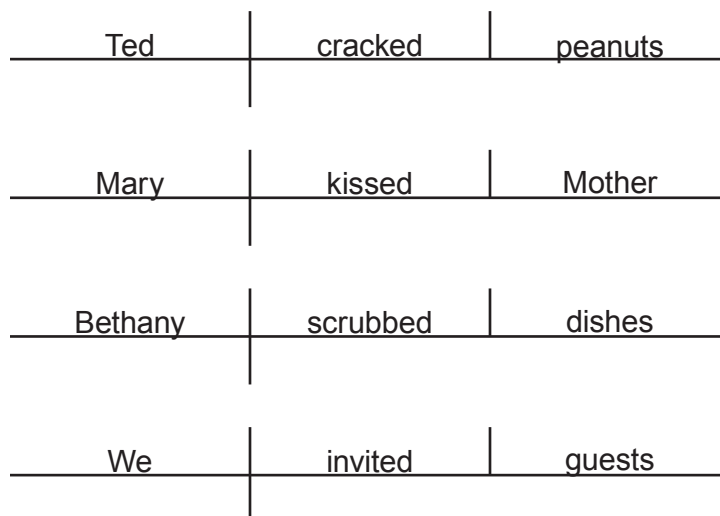 Ted cracked peanuts
Mary kissed Mother
Bethany scrubbed dishes
We invited guests